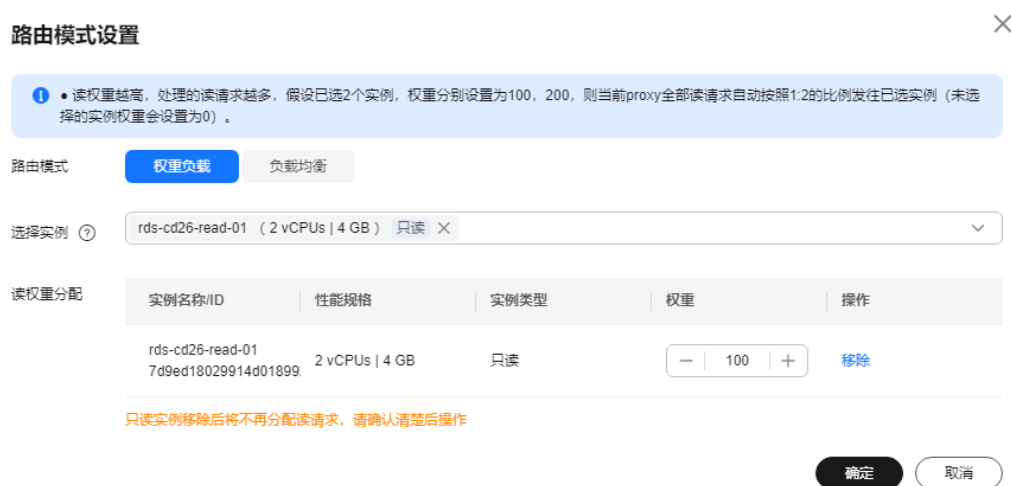 路由模式设置
● 读权重越高，处理的读请求越多，假设已选2个实例，权重分别设置为100，200，则当前proxy全部读请求自动按照1:2的比例发往已选实例（未选
择的实例权重会设置为0）。
路由模式 权重负载 负载均衡
选择实例 rds-cd26-read-01 （ 2 vCPUs | 4 GB ） 只读
读权重分配 实例名称/ID 性能规格 实例类型 权重 操作
rds-cd26-read-01
7d9ed18029914d01899 2 vCPUs | 4 GB 只读 100 移除
只读实例移除后将不再分配读请求，请确认清楚后操作
确定 取消